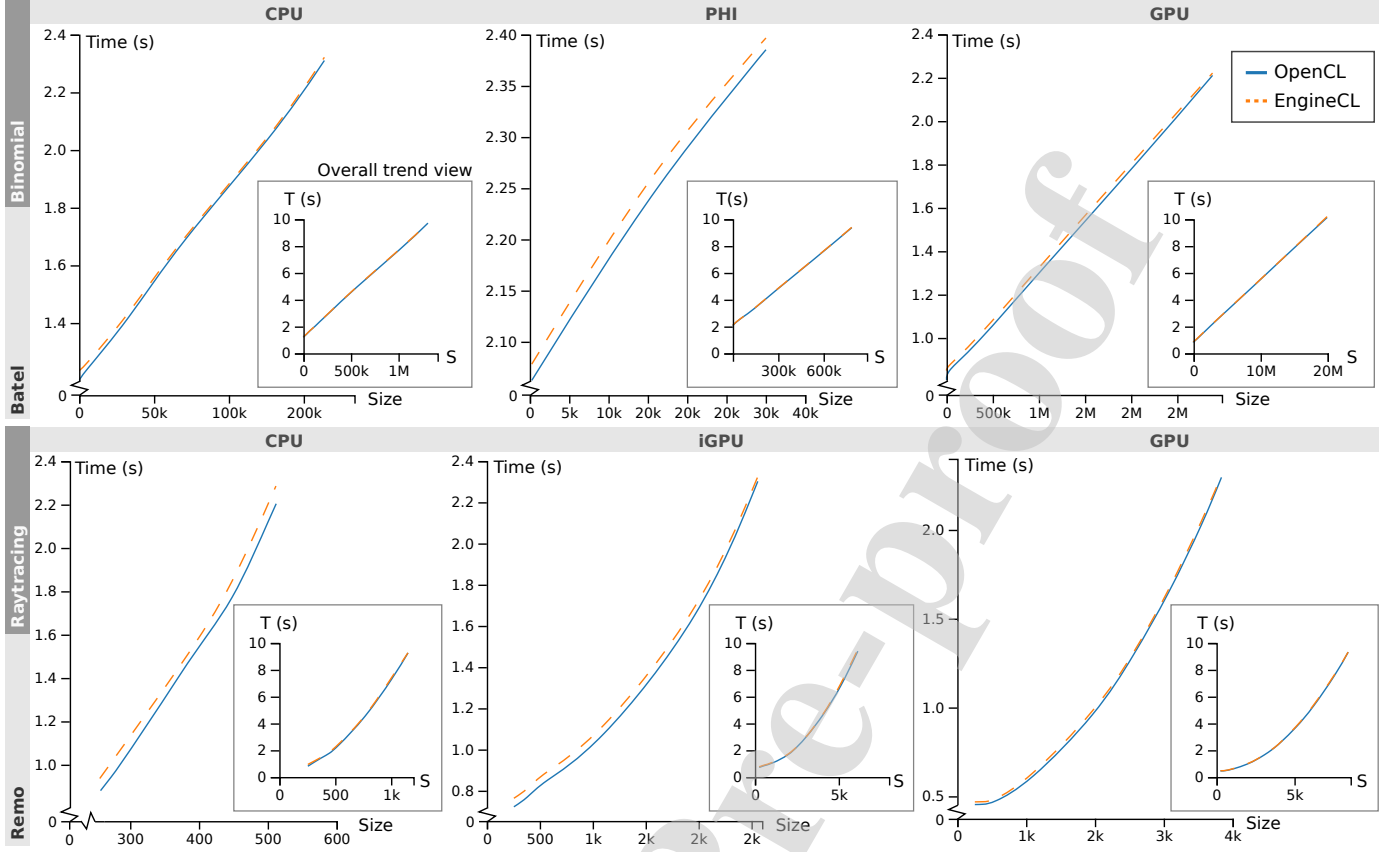 CPU PHI GPU
Binomial
Batel
2.4 Time (s)
2.2
2.0
1.8
1.6
1.4
0
0 50k 100k 200k Size
Overall trend view
T (s)
10
8
6
4
2
0
0 500k 1M S
2.40 Time (s)
2.35
2.30
2.25
2.20
2.15
2.10
0
0 5k 10k 20k 20k 20k 30k 40k Size
T(s)
10
8
6
4
2
0
300k 600k S
2.4 Time (s)
2.2
2.0
1.8
1.6
1.4
1.2
1.0
0
0 500k 1M 2M 2M 2M Size
OpenCL
EngineCL
T (s)
10
8
6
4
2
0
0 10M 20M S
CPU iGPU GPU
Raytracing
Remo
2.4 Time (s)
2.2
2.0
1.8
1.6
1.4
1.2
1.0
0
0 300 400 500 600 Size
T (s)
10
8
6
4
2
0
0 500 1k S
2.4 Time (s)
2.2
2.0
1.8
1.6
1.4
1.2
1.0
0.8
0
0 500 1k 2k 2k 2k Size
T (s)
10
8
6
4
2
0
0 5k S
Time (s)
2.0
1.5
1.0
0.5
0
0 1k 2k 3k 4k Size
T (s)
10
8
6
4
2
0
0 5k S
re-proof